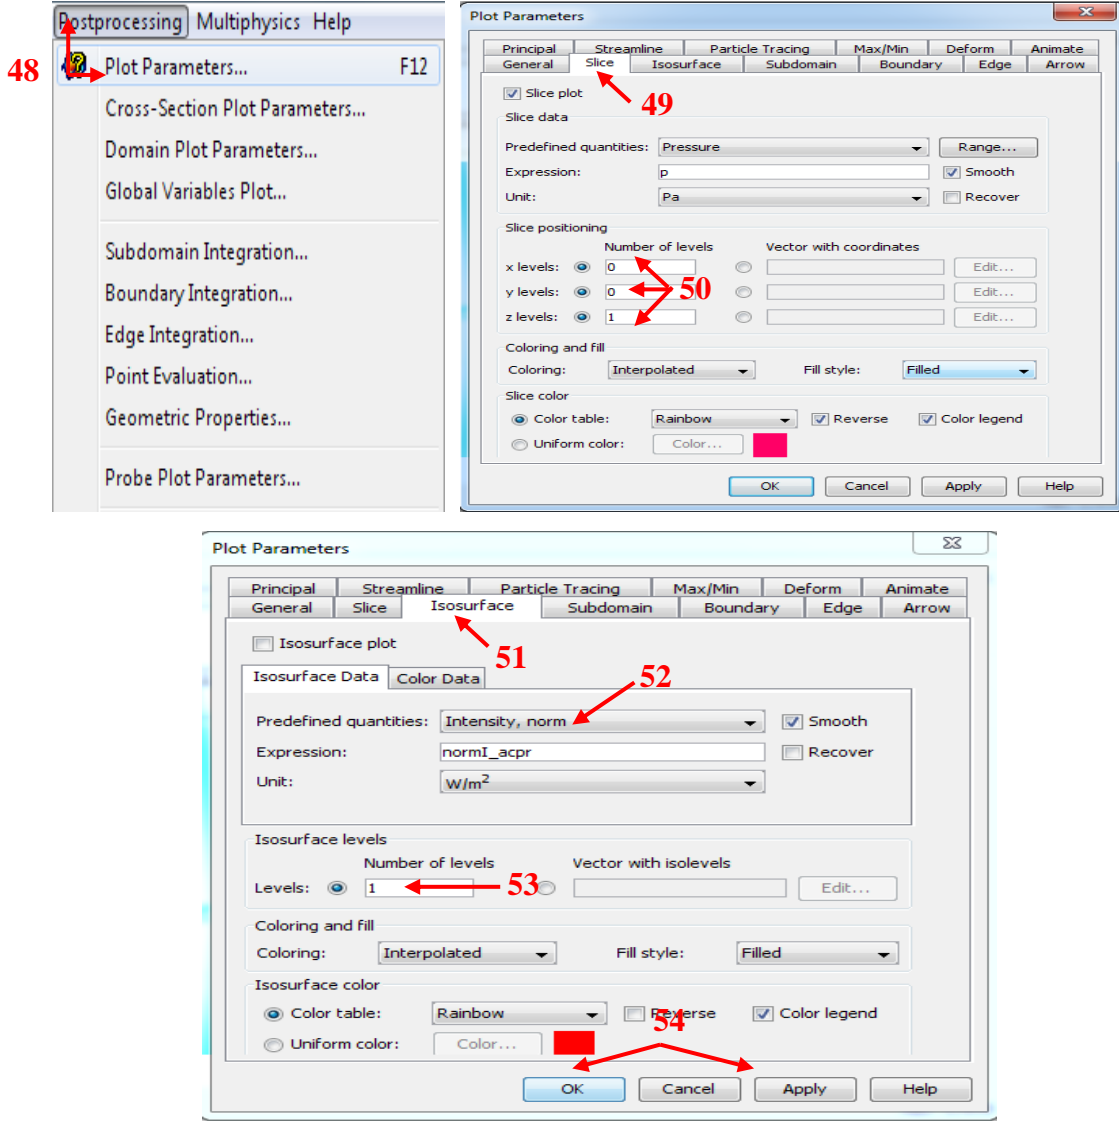 Postprocessing Multiphysics Help
48
Plot Parameters... F12
Cross-Section Plot Parameters...
Domain Plot Parameters...
Global Variables Plot...
Subdomain Integration...
Boundary Integration...
Edge Integration...
Point Evaluation...
Geometric Properties...
Probe Plot Parameters...
Plot Parameters
Principal Streamline Particle Tracing Max/Min Deform Animate
General Slice Isosurface Subdomain Boundary Edge Arrow
49
Slice plot
Slice data
Predefined quantities: Pressure Range...
Expression: p Smooth
Unit: Pa Recover
Slice positioning
Number of levels Vector with coordinates
x levels: 0 Edit...
y levels: 0 50 Edit...
z levels: 1 Edit...
Coloring and fill
Coloring: Interpolated Fill style: Filled
Slice color
Color table: Rainbow Reverse Color legend
Uniform color: Color...
OK Cancel Apply Help
Plot Parameters
Principal Streamline Particle Tracing Max/Min Deform Animate
General Slice Isosurface Subdomain Boundary Edge Arrow
51
Isosurface plot
Isosurface Data Color Data
52
Predefined quantities: Intensity, norm Smooth
Expression: normI_acpr Recover
Unit: W/m²
Isosurface levels
Number of levels Vector with isolevels
Levels: 1 53 Edit...
Coloring and fill
Coloring: Interpolated Fill style: Filled
Isosurface color
Color table: Rainbow Reverse Color legend
54
Uniform color: Color...
OK Cancel Apply Help